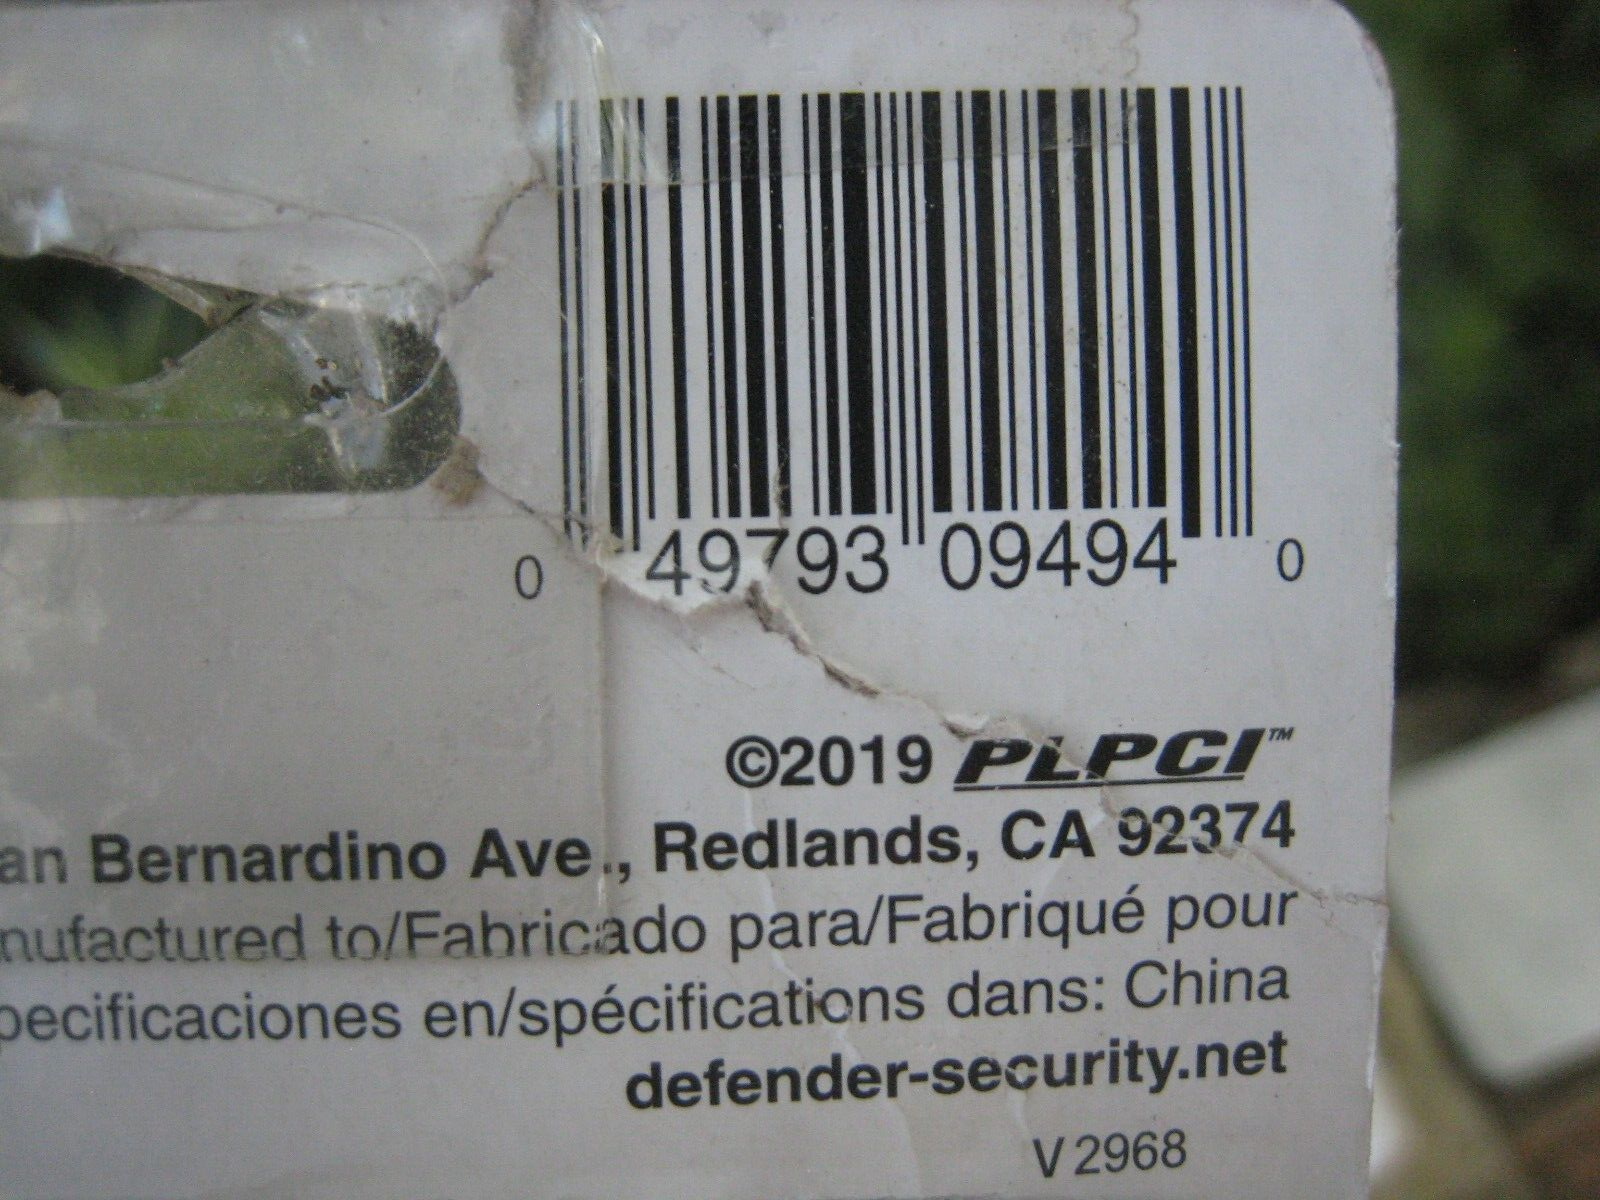 0 49793 09494 0
©2019 PLPCI™
an Bernardino Ave., Redlands, CA 92374
nufactured to/Fabricado para/Fabriqué pour
pecificaciones en/spécifications dans: China
defender-security.net
V 2968